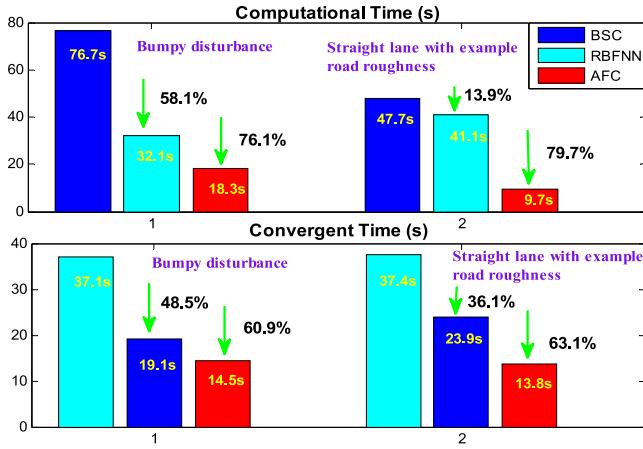 Computational Time (s)
80
60
40
20
0
76.7s
Bumpy disturbance
58.1%
32.1s
76.1%
18.3s
1
Straight lane with example
road roughness
13.9%
47.7s
41.1s
79.7%
9.7s
2
BSC
RBFNN
AFC
Convergent Time (s)
40
30
20
10
0
37.1s
Bumpy disturbance
48.5%
19.1s
60.9%
14.5s
1
37.4s
Straight lane with example
road roughness
36.1%
23.9s
63.1%
13.8s
2